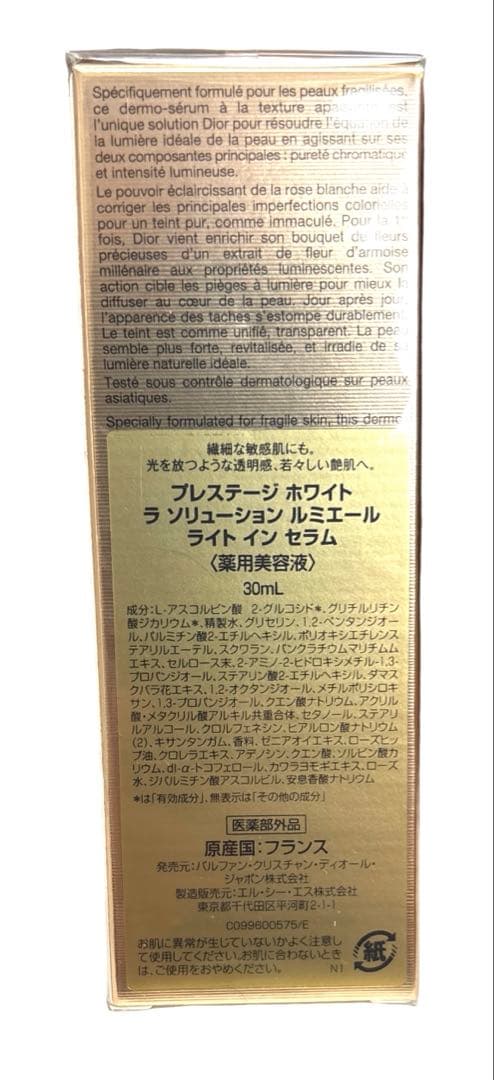 Spécifiquement formulé pour les peaux fragilisées,
ce dermo-sérum à la texture apaisante est
l'unique solution Dior pour résoudre l'équation de
la lumière idéale de la peau en agissant sur ses
deux composantes principales : pureté chromatique
et intensité lumineuse.
Le pouvoir éclaircissant de la rose blanche aide à
corriger les principales imperfections colorielles
pour un teint pur, comme immaculé. Pour la 1re
fois, Dior vient enrichir son bouquet de fleurs
précieuses d'un extrait de fleur d'armoise
millénaire aux propriétés luminescentes. Son
action cible les pièges à lumière pour mieux la
diffuser au cœur de la peau. Jour après jour,
l'apparence des taches s'estompe durablement.
Le teint est comme unifié, transparent. La peau
semble plus forte, revitalisée, et irradie de sa
lumière naturelle idéale.
Testé sous contrôle dermatologique sur peaux
asiatiques.
Specially formulated for fragile skin, this dermo
繊細な敏感肌にも。
光を放つような透明感、若々しい艶肌へ。
プレステージ ホワイト
ラ ソリューション ルミエール
ライト イン セラム
〈薬用美容液〉
30mL
成分:L-アスコルビン酸 2-グルコシド*、グリチルリチン
酸ジカリウム*、精製水、グリセリン、1,2-ペンタンジオー
ル、パルミチン酸2-エチルヘキシル、ポリオキシエチレンス
テアリルエーテル、スクワラン、パンクラチウムマリチムム
エキス、セルロース末、2-アミノ-2-ヒドロキシメチル-1,3-
プロパンジオール、ステアリン酸2-エチルヘキシル、ダマス
クバラ花エキス、1,2-オクタンジオール、メチルポリシロキ
サン、1,3-プロパンジオール、クエン酸ナトリウム、アクリル
酸・メタクリル酸アルキル共重合体、セタノール、ステアリ
ルアルコール、クロルフェネシン、ヒアルロン酸ナトリウム
(2)、キサンタンガム、香料、ゼニアオイエキス、ローズヒッ
プ油、クロレラエキス、アデノシン、クエン酸、ソルビン酸カ
リウム、dl-α-トコフェロール、カワラヨモギエキス、ローズ
水、ジパルミチン酸アスコルビル、安息香酸ナトリウム
*は「有効成分」、無表示は「その他の成分」
医薬部外品
原産国:フランス
発売元:パルファン・クリスチャン・ディオール・
ジャポン株式会社
製造販売元:エル・シー・エス株式会社
東京都千代田区平河町2-1-1
C099600575/E
お肌に異常が生じていないかよく注意し
て使用してください。お肌に合わないとき
は、ご使用をおやめください。 N1
紙